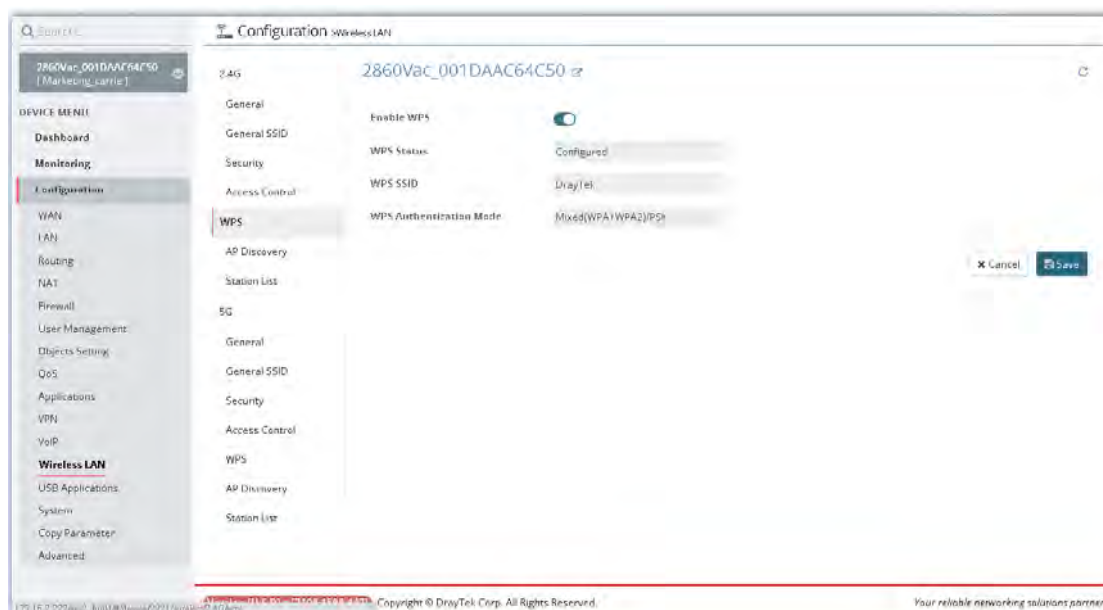 Configuration »Wireless LAN
2860Vac_001DAAC64C50
[Marketing_carrie]
DEVICE MENU
Dashboard
Monitoring
Configuration
WAN
LAN
Routing
NAT
Firewall
User Management
Objects Setting
QoS
Applications
VPN
VoIP
Wireless LAN
USB Applications
System
Copy Parameter
Advanced
2.4G
General
General SSID
Security
Access Control
WPS
AP Discovery
Station List
5G
General
General SSID
Security
Access Control
WPS
AP Discovery
Station List
2860Vac_001DAAC64C50
Enable WPS
WPS Status
Configured
WPS SSID
DrayTek
WPS Authentication Mode
Mixed(WPA+WPA2)/PSK
Cancel
Save
Copyright © DrayTek Corp. All Rights Reserved.
Your reliable networking solutions partner